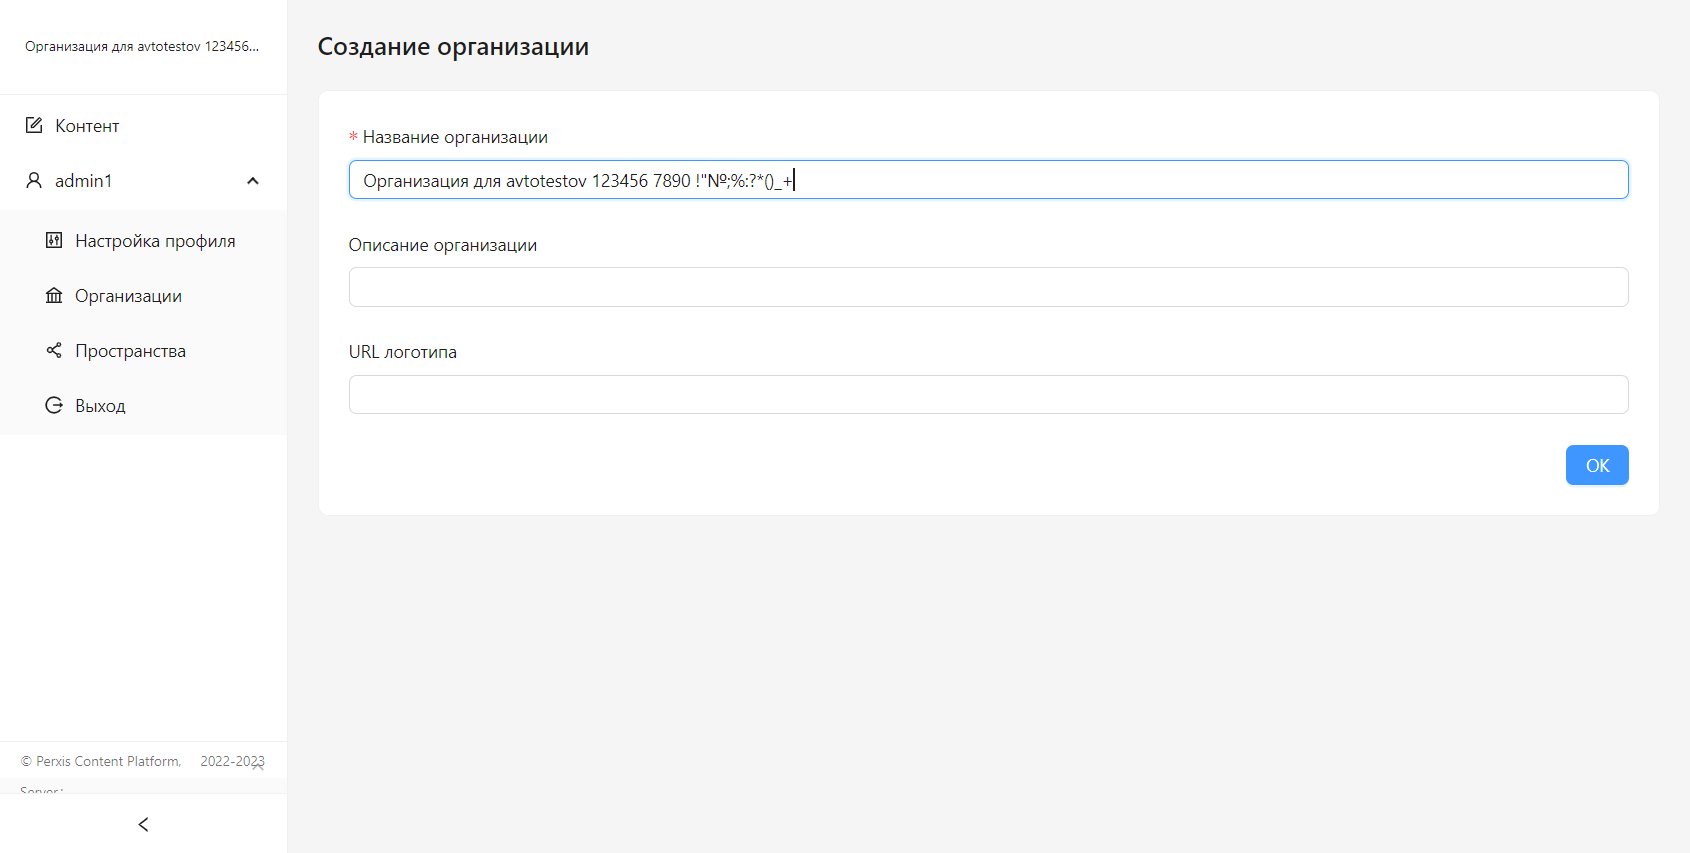 Организация для avtotestov 123456...
Контент
admin1
Настройка профиля
Организации
Пространства
Выход
© Perxis Content Platform, 2022-2023
Server:
Создание организации
* Название организации
Организация для avtotestov 123456 7890 !"№;%:?*()_+
Описание организации
URL логотипа
OK